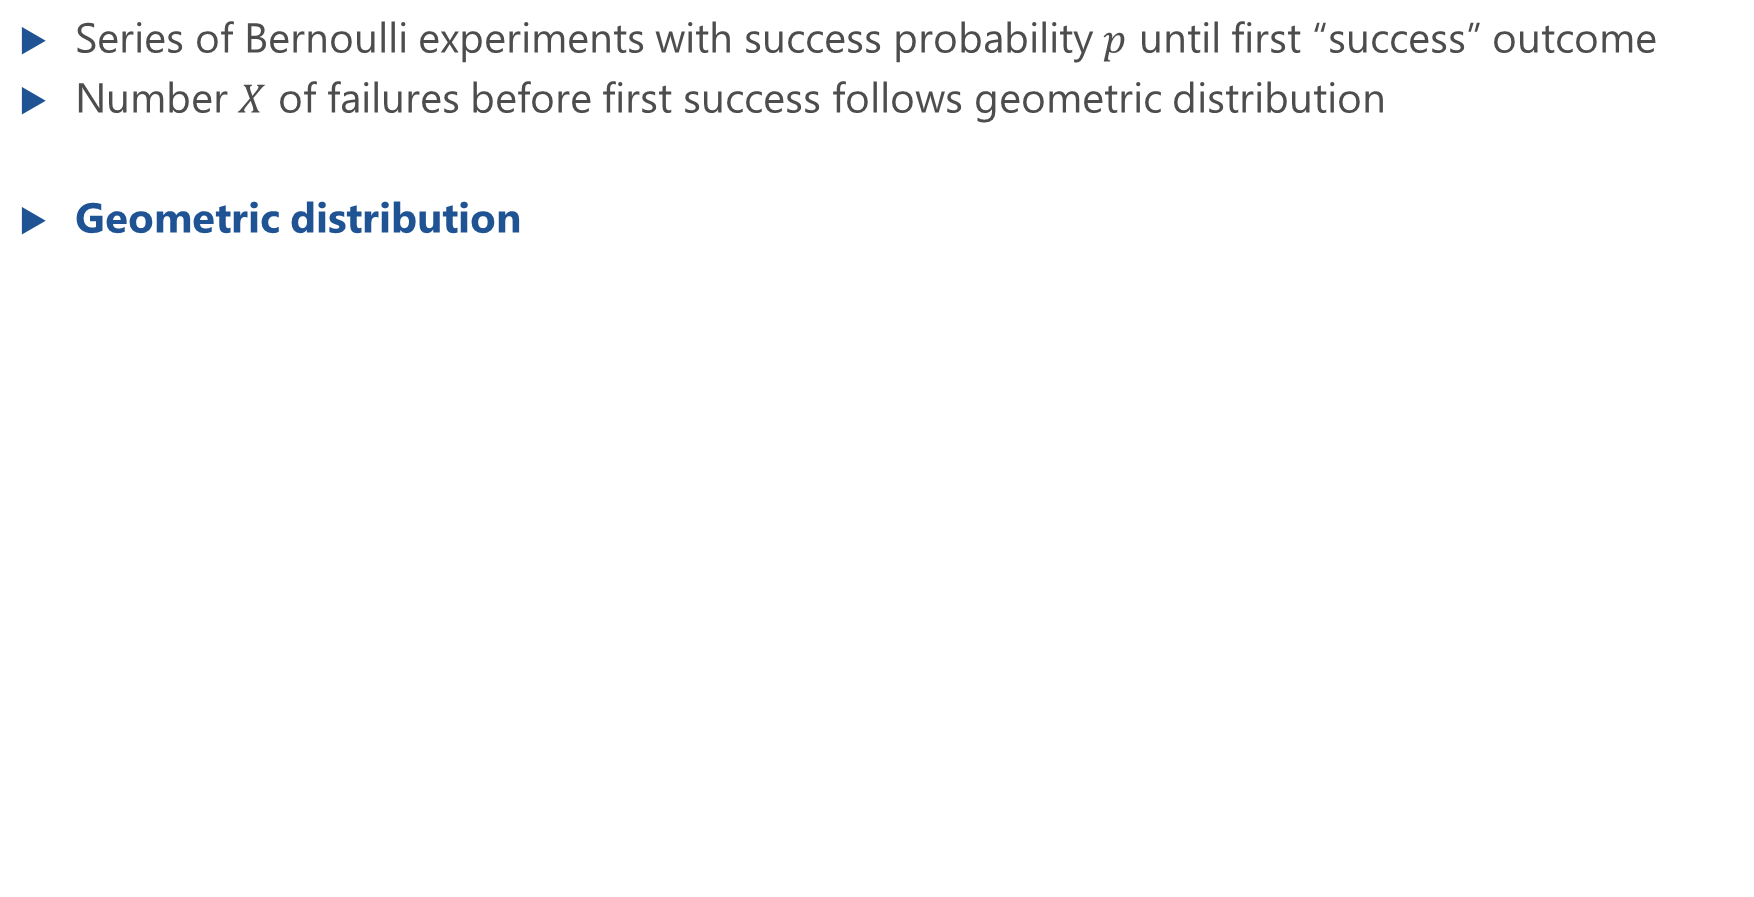 ▶ Series of Bernoulli experiments with success probability p until first “success” outcome
▶ Number X of failures before first success follows geometric distribution
▶ Geometric distribution